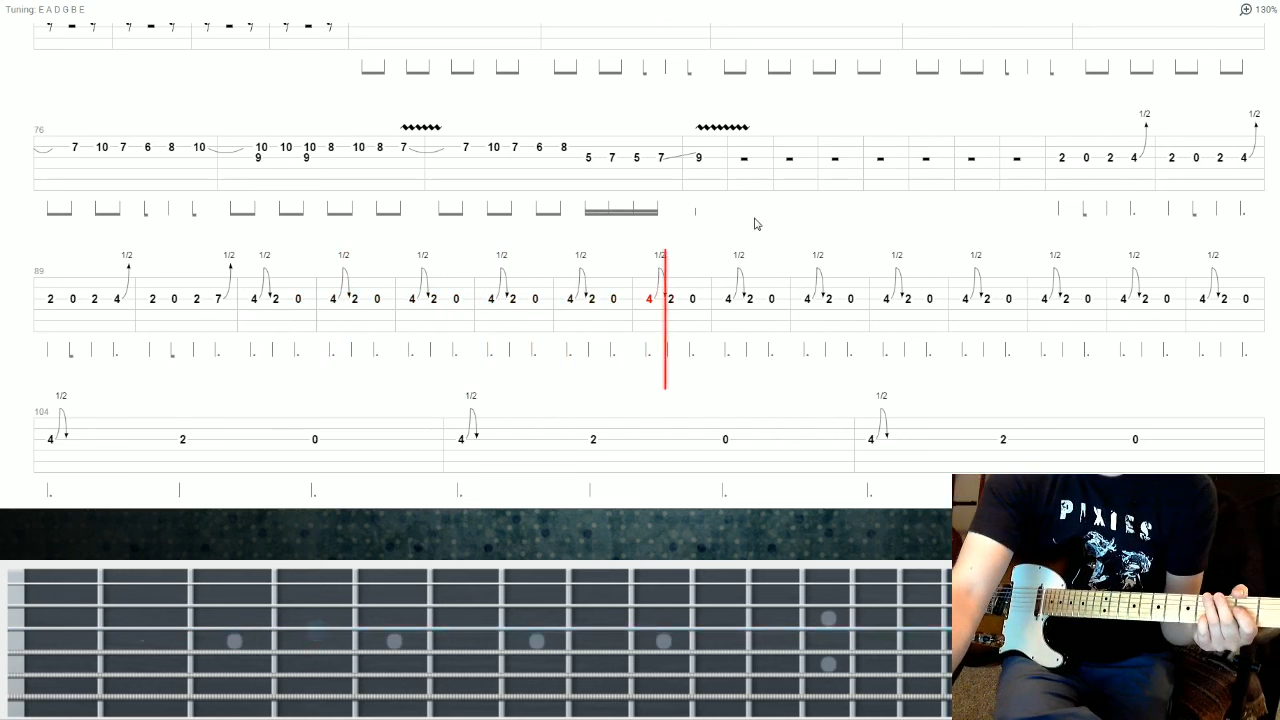 Tuning: E A D G B E
130%
1/2 1/2
76
7 10 7 6 8 10 10 10 10 8 10 8 7 7 10 7 6 8
9 9 5 7 5 7 9 2 0 2 4 2 0 2 4
1/2 1/2 1/2 1/2 1/2 1/2 1/2 1/2 1/2 1/2 1/2 1/2 1/2 1/2 1/2
89
2 0 2 4 2 0 2 7 4 2 0 4 2 0 4 2 0 4 2 0 4 2 0 4 2 0 4 2 0 4 2 0 4 2 0 4 2 0 4 2 0 4 2 0 4 2 0
1/2 1/2 1/2
104
4 2 0 4 2 0 4 2 0
PIXIES